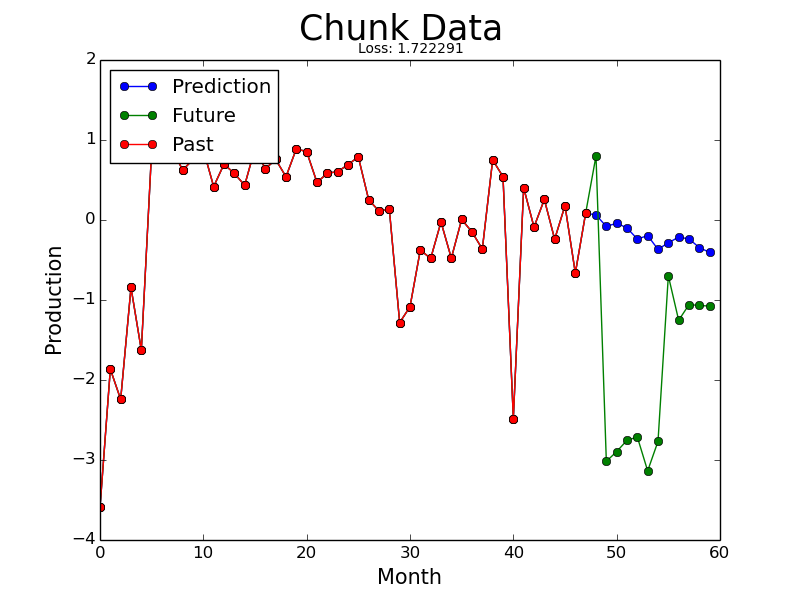 Chunk Data
Loss: 1.722291
Prediction
Future
Past
Production
2
1
0
−1
−2
−3
−4
0 10 20 30 40 50 60
Month